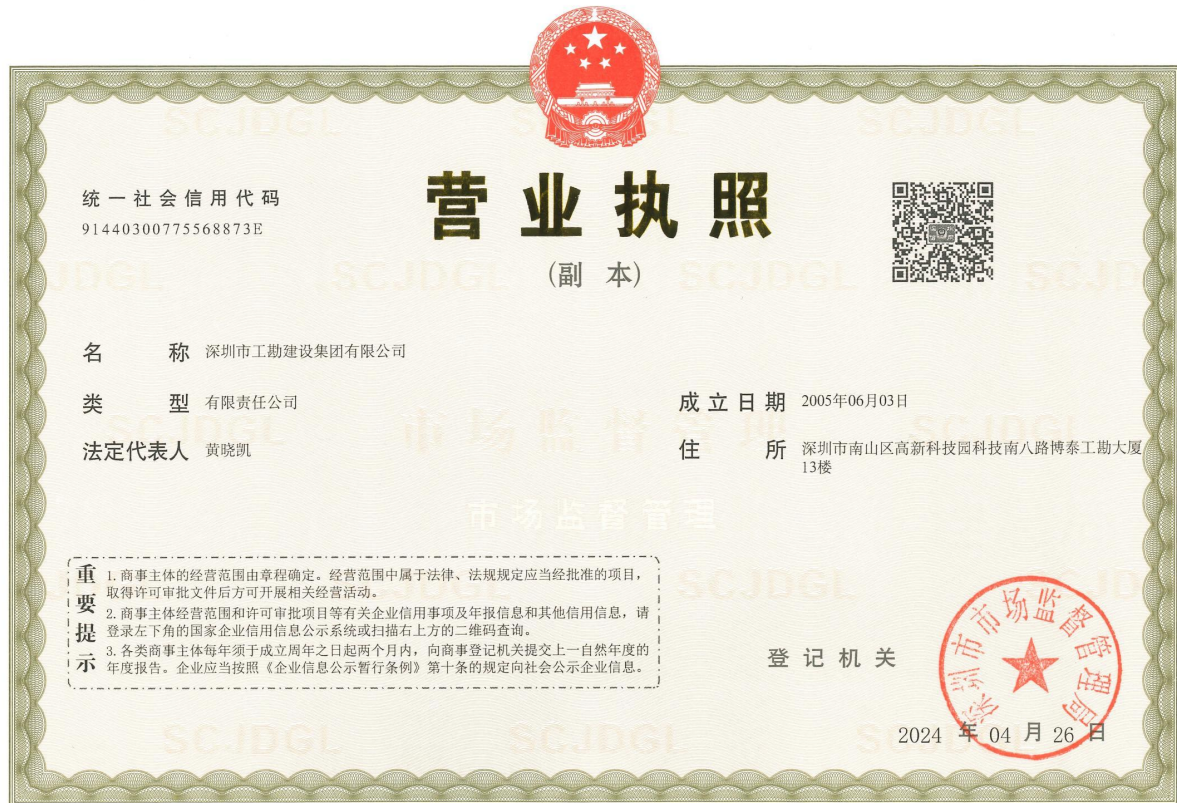 统一社会信用代码
91440300775568873E
营业执照
(副 本)
名 称 深圳市工勘建设集团有限公司
类 型 有限责任公司
法定代表人 黄晓凯
成立日期 2005年06月03日
住 所 深圳市南山区高新科技园科技南八路博泰工勘大厦
13楼
市场监督管理
市场监督管理
重要提示
1. 商事主体的经营范围由章程确定。经营范围中属于法律、法规规定应当经批准的项目，
取得许可审批文件后方可开展相关经营活动。
2. 商事主体经营范围和许可审批项目等有关企业信用事项及年报信息和其他信用信息，请
登录左下角的国家企业信用信息公示系统或扫描右上方的二维码查询。
3. 各类商事主体每年须于成立周年之日起两个月内，向商事登记机关提交上一自然年度的
年度报告。企业应当按照《企业信息公示暂行条例》第十条的规定向社会公示企业信息。
登记机关
深圳市市场监督管理局
2024 年 04 月 26 日
SCJDGL